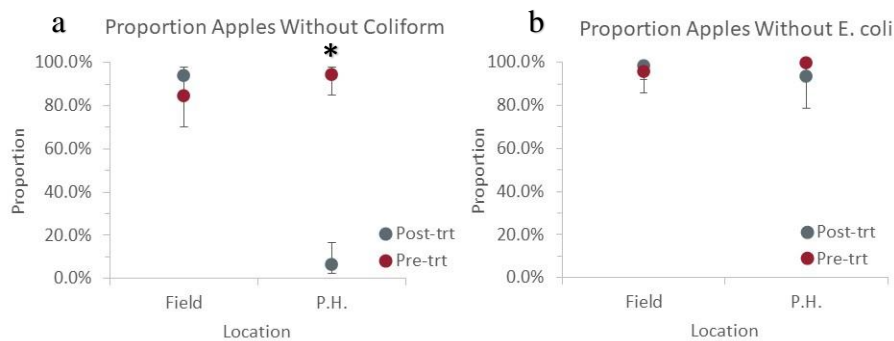 a Proportion Apples Without Coliform
*
100.0%
80.0%
60.0%
40.0%
20.0%
0.0%
Proportion
Post-trt
Pre-trt
Field P.H.
Location
b Proportion Apples Without E. coli
100.0%
80.0%
60.0%
40.0%
20.0%
0.0%
Proportion
Post-trt
Pre-trt
Field P.H.
Location